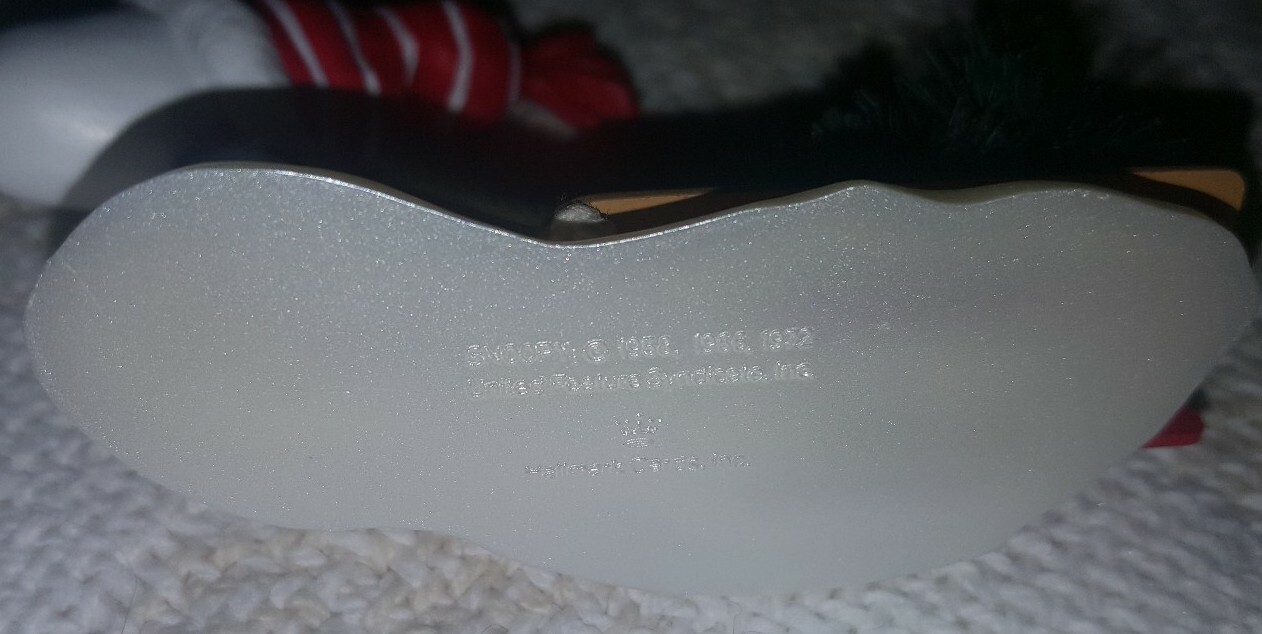 SNOOPY: © 1958, 1966, 1972
United Feature Syndicate, Inc.
Hallmark Cards, Inc.